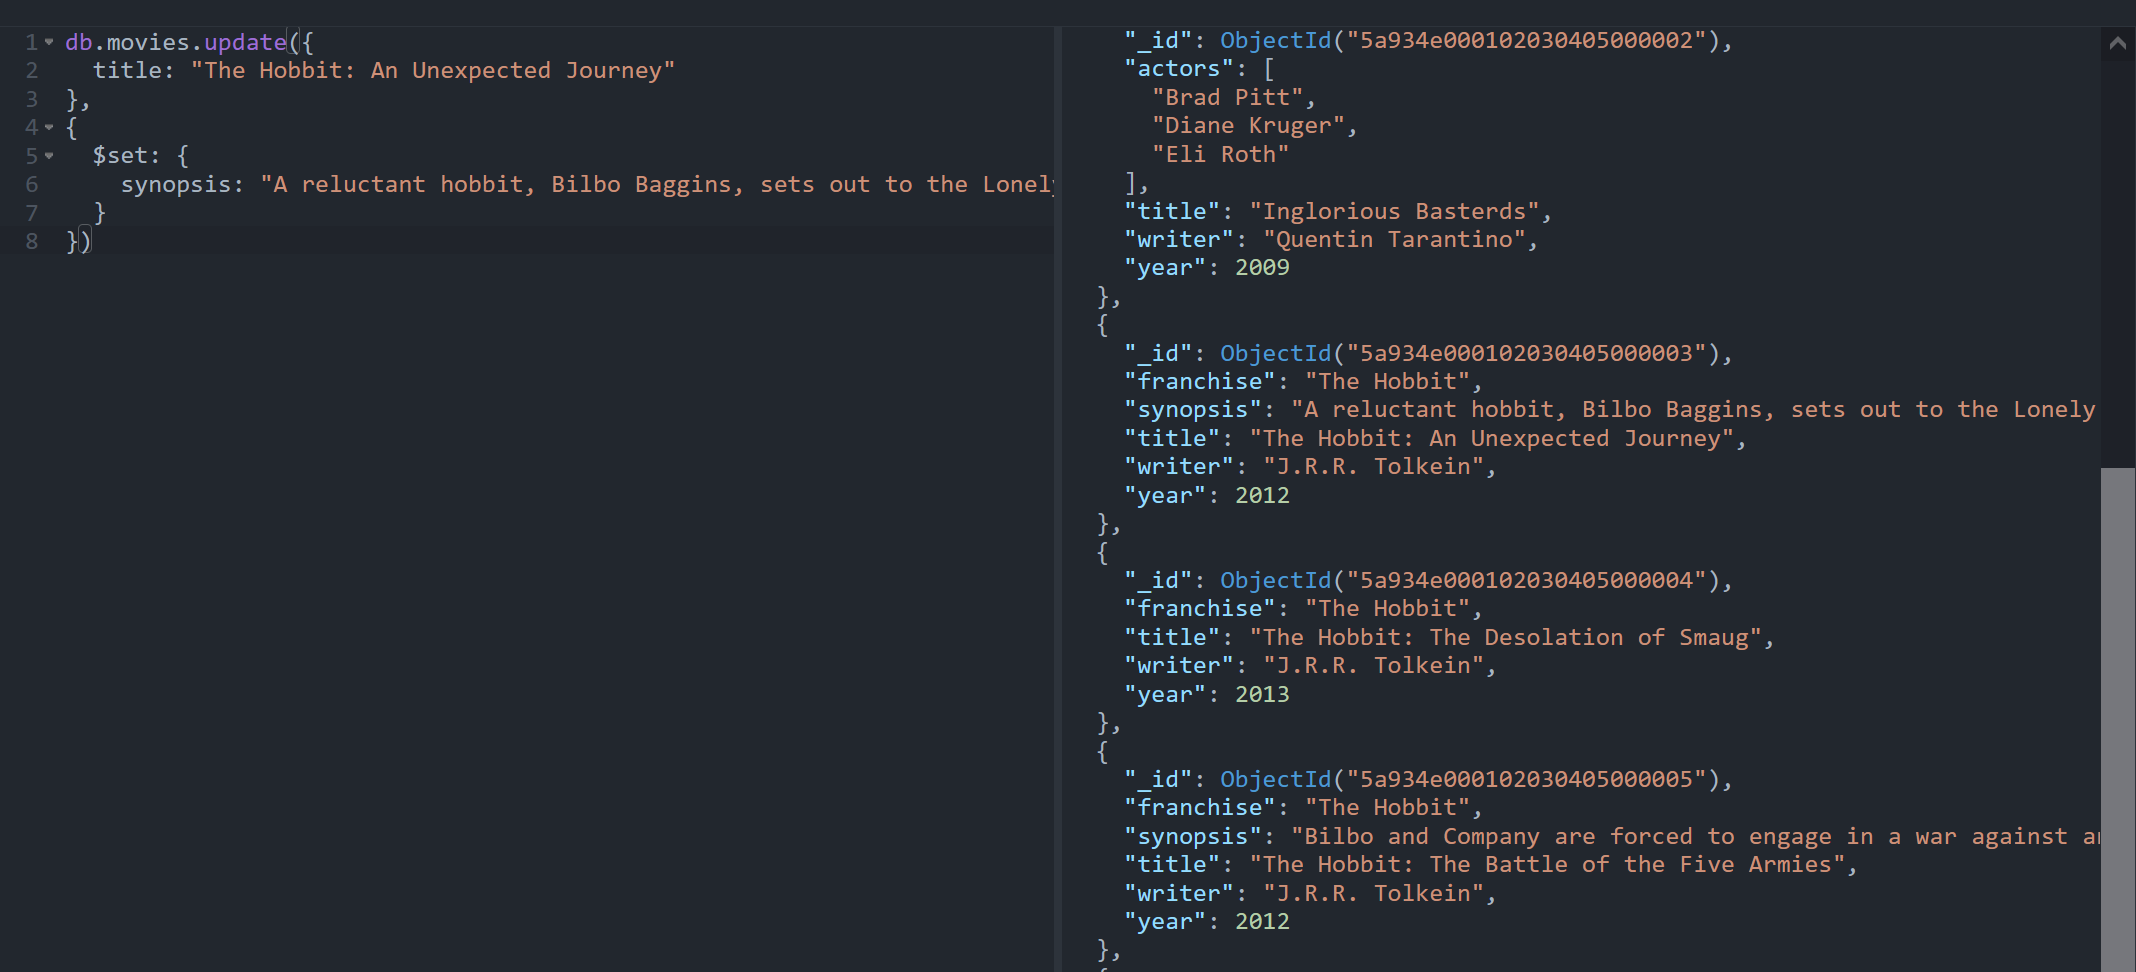 1 db.movies.update({
2 title: "The Hobbit: An Unexpected Journey"
3 },
4 {
5 $set: {
6 synopsis: "A reluctant hobbit, Bilbo Baggins, sets out to the Lonely
7 }
8 })
"_id": ObjectId("5a934e000102030405000002"),
"actors": [
"Brad Pitt",
"Diane Kruger",
"Eli Roth"
],
"title": "Inglorious Basterds",
"writer": "Quentin Tarantino",
"year": 2009
},
{
"_id": ObjectId("5a934e000102030405000003"),
"franchise": "The Hobbit",
"synopsis": "A reluctant hobbit, Bilbo Baggins, sets out to the Lonely
"title": "The Hobbit: An Unexpected Journey",
"writer": "J.R.R. Tolkein",
"year": 2012
},
{
"_id": ObjectId("5a934e000102030405000004"),
"franchise": "The Hobbit",
"title": "The Hobbit: The Desolation of Smaug",
"writer": "J.R.R. Tolkein",
"year": 2013
},
{
"_id": ObjectId("5a934e000102030405000005"),
"franchise": "The Hobbit",
"synopsis": "Bilbo and Company are forced to engage in a war against
"title": "The Hobbit: The Battle of the Five Armies",
"writer": "J.R.R. Tolkein",
"year": 2012
},